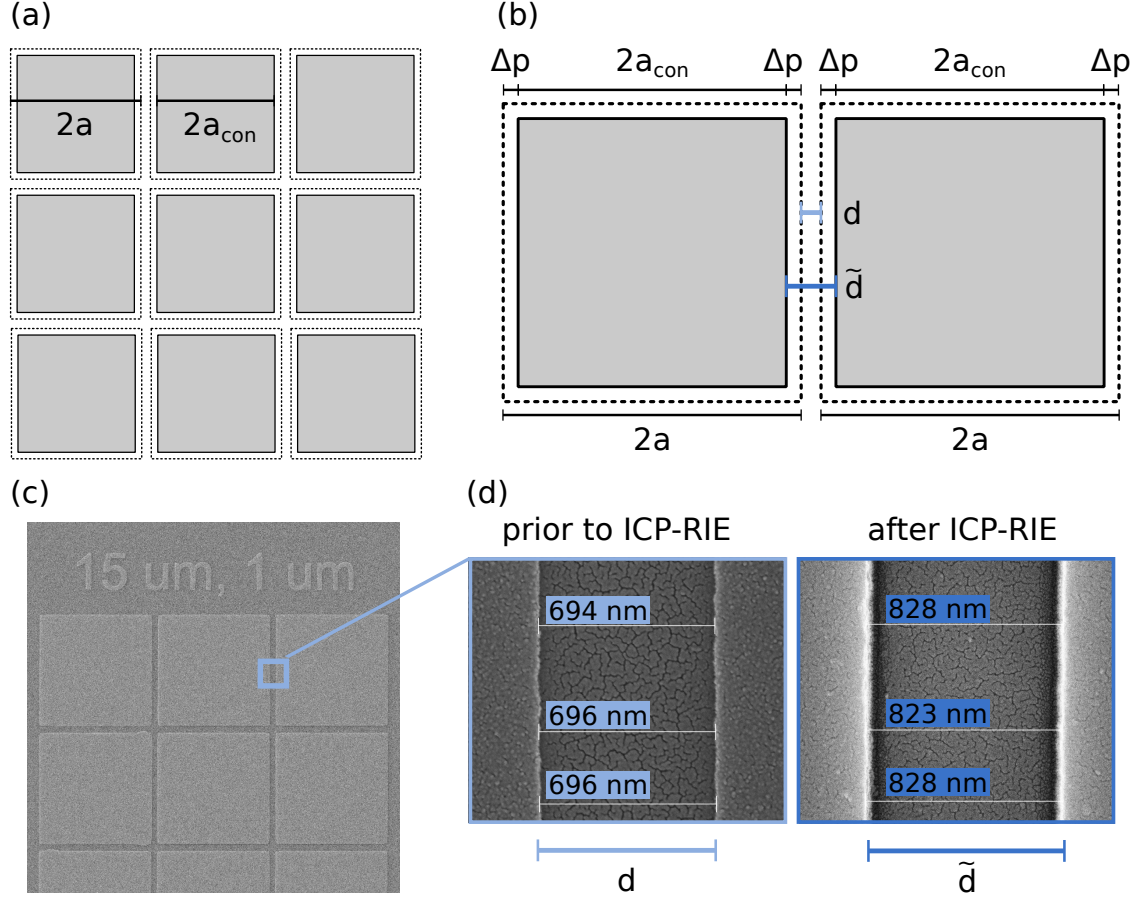 (a)
2a
2a_con
(b)
Δp 2a_con Δp Δp 2a_con Δp
d
d̃
2a 2a
(c)
15 um, 1 um
(d)
prior to ICP-RIE
694 nm
696 nm
696 nm
d
after ICP-RIE
828 nm
823 nm
828 nm
d̃